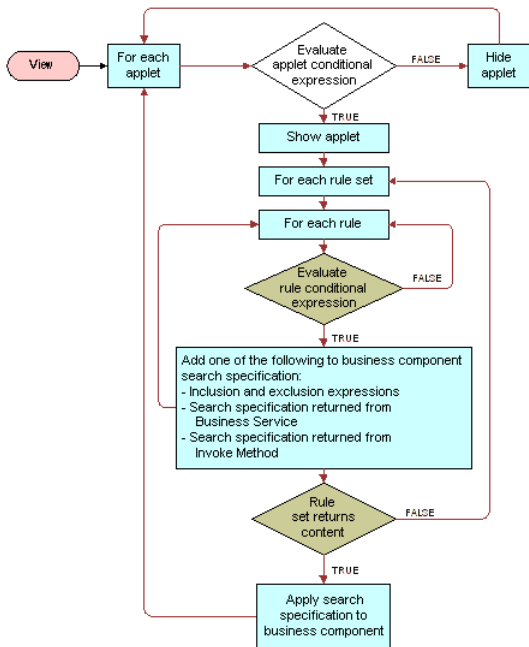 View
For each
applet
Evaluate
applet conditional
expression
FALSE
Hide
applet
TRUE
Show applet
For each rule set
For each rule
Evaluate
rule conditional
expression
FALSE
TRUE
Add one of the following to business component
search specification:
- Inclusion and exclusion expressions
- Search specification returned from
Business Service
- Search specification returned from
Invoke Method
Rule
set returns
content
FALSE
TRUE
Apply search
specification to
business component